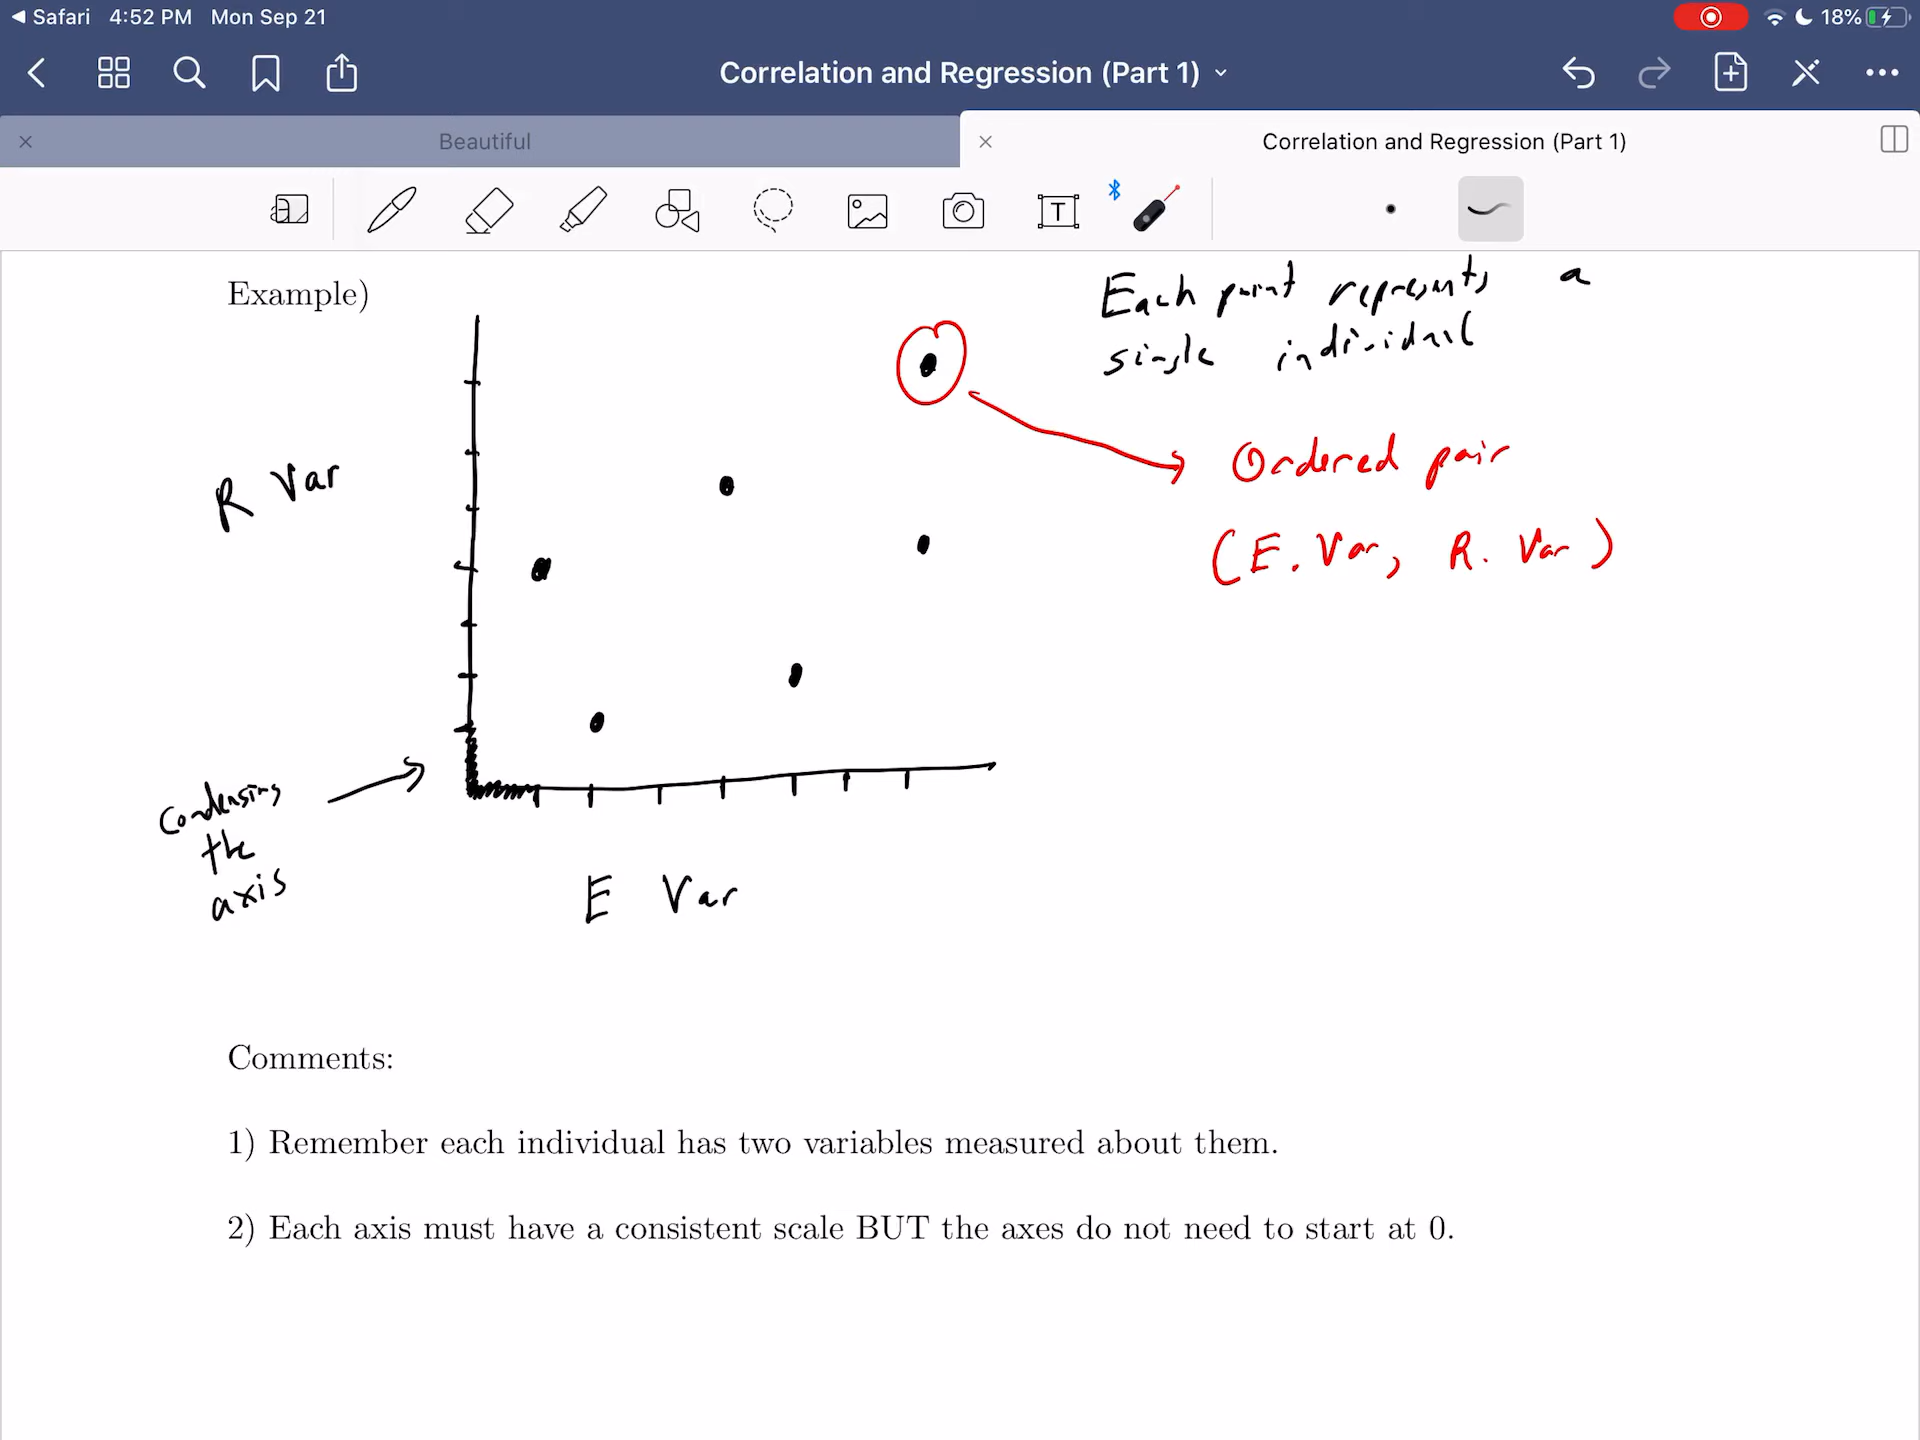 Safari 4:52 PM Mon Sep 21
18%
Correlation and Regression (Part 1)
Beautiful
Correlation and Regression (Part 1)
T
Example)
Each point represents a
single individual
R Var
Ordered pair
(E. Var, R. Var)
Condensing
the
axis
E Var
Comments:
1) Remember each individual has two variables measured about them.
2) Each axis must have a consistent scale BUT the axes do not need to start at 0.